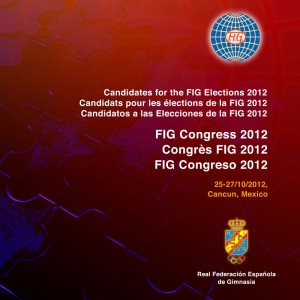 FIG
Candidates for the FIG Elections 2012
Candidats pour les élections de la FIG 2012
Candidatos a las Elecciones de la FIG 2012
FIG Congress 2012
Congrès FIG 2012
FIG Congreso 2012
25-27/10/2012,
Cancun, Mexico
Real Federación Española
de Gimnasia